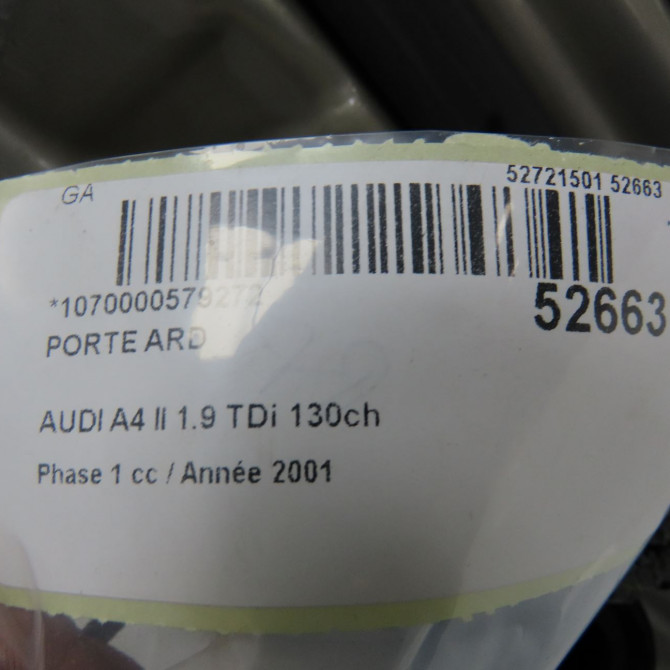 GA
52721501 52663
*1070000579272
52663
PORTE ARD
AUDI A4 II 1.9 TDi 130ch
Phase 1 cc / Année 2001